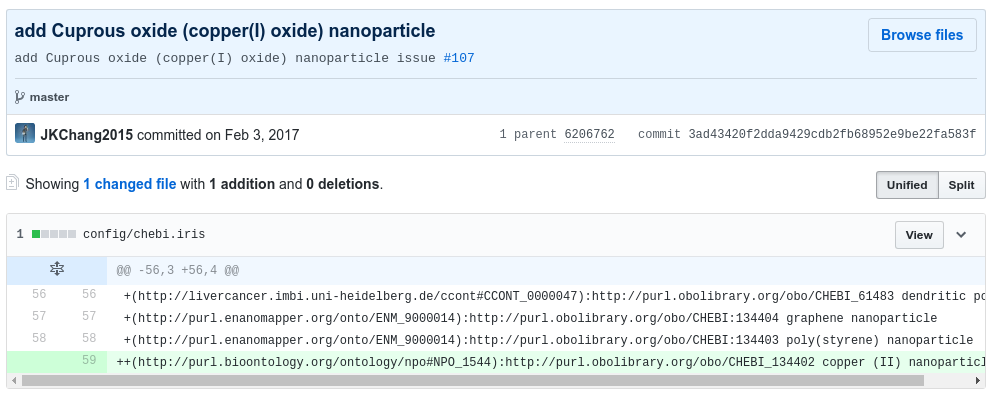 add Cuprous oxide (copper(I) oxide) nanoparticle
Browse files
add Cuprous oxide (copper(I) oxide) nanoparticle issue #107
master
JKChang2015 committed on Feb 3, 2017
1 parent 6206762 commit 3ad43420f2dda9429cdb2fb68952e9be22fa583f
Showing 1 changed file with 1 addition and 0 deletions.
Unified Split
1 config/chebi.iris
View
@@ -56,3 +56,4 @@
56 56 +(http://livercancer.imbi.uni-heidelberg.de/ccont#CCONT_0000047):http://purl.obolibrary.org/obo/CHEBI_61483 dendritic
57 57 +(http://purl.enanomapper.org/onto/ENM_9000014):http://purl.obolibrary.org/obo/CHEBI:134404 graphene nanoparticle
58 58 +(http://purl.enanomapper.org/onto/ENM_9000014):http://purl.obolibrary.org/obo/CHEBI:134403 poly(styrene) nanoparticle
59 ++(http://purl.bioontology.org/ontology/npo#NPO_1544):http://purl.obolibrary.org/obo/CHEBI_134402 copper (II) nanoparticl